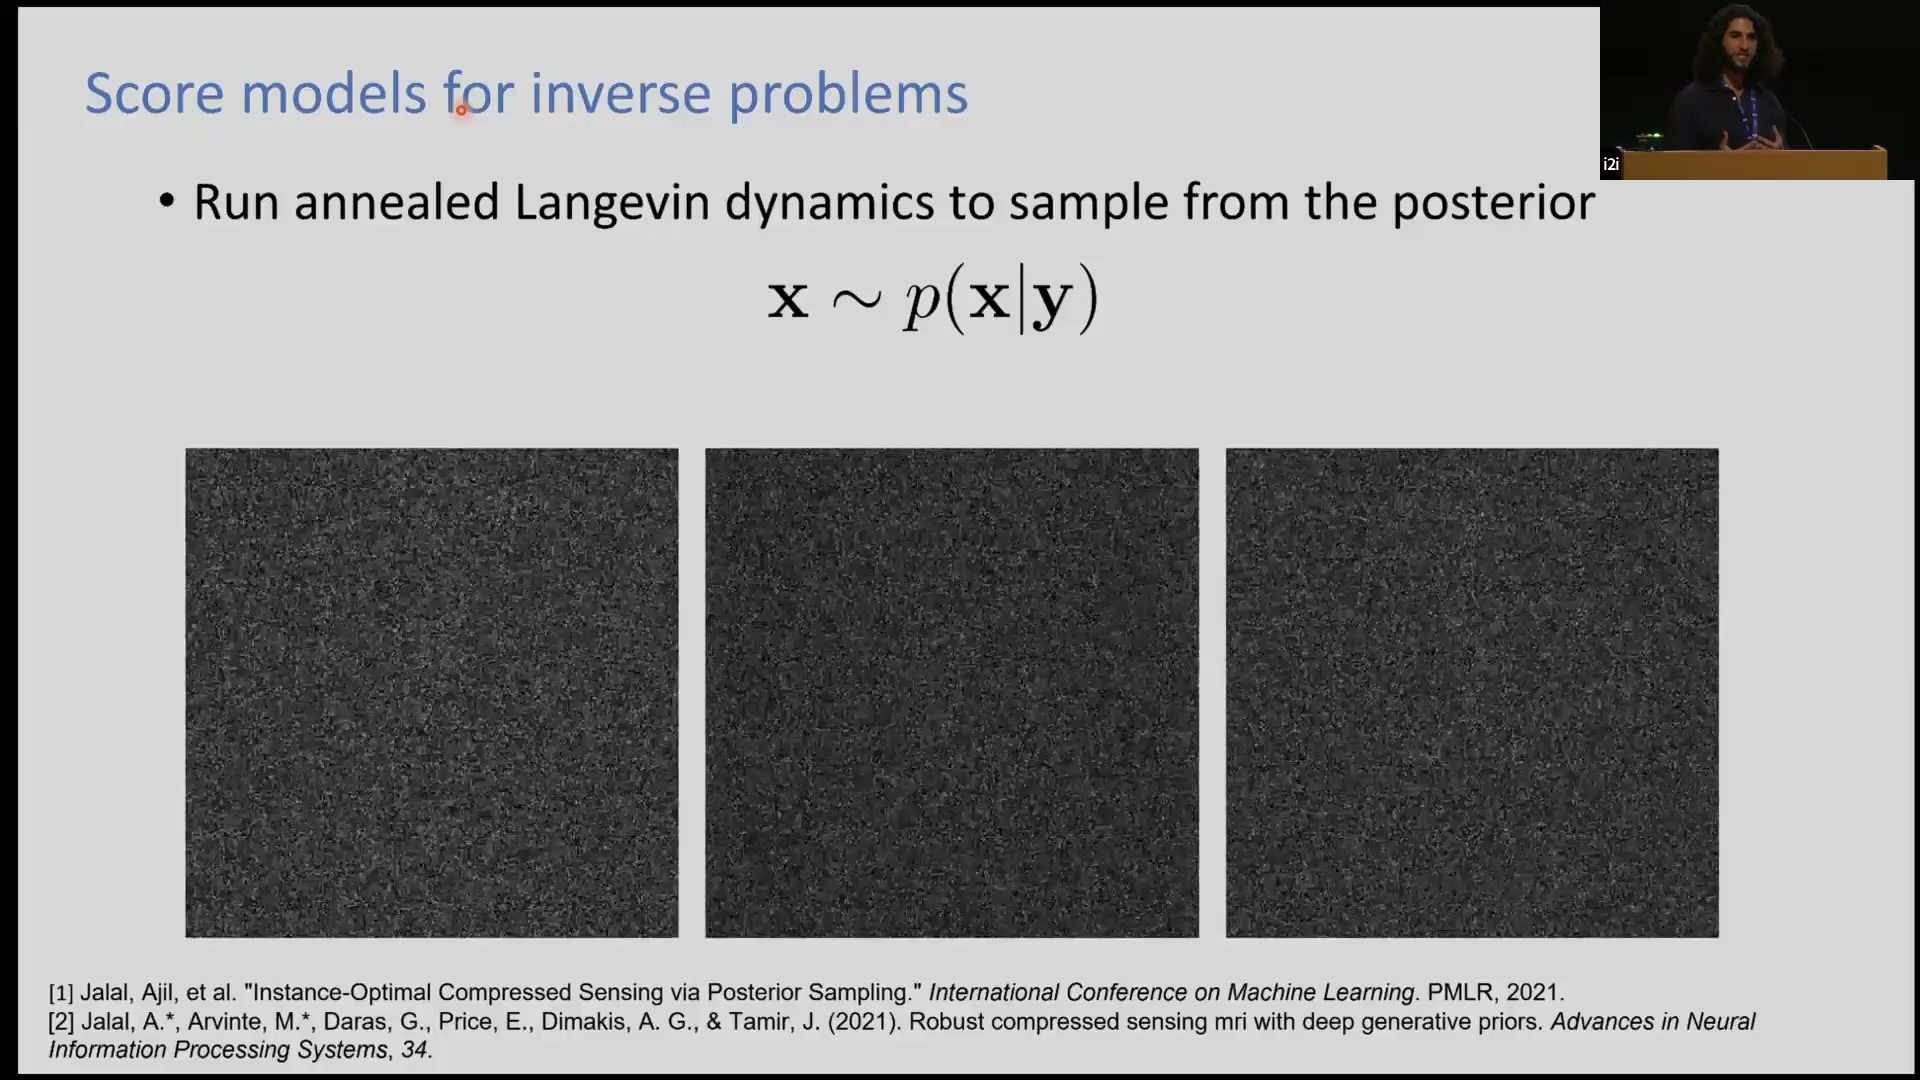 Score models for inverse problems
i2i
• Run annealed Langevin dynamics to sample from the posterior
x ∼ p(x|y)
[1] Jalal, Ajil, et al. "Instance-Optimal Compressed Sensing via Posterior Sampling." International Conference on Machine Learning. PMLR, 2021.
[2] Jalal, A.*, Arvinte, M.*, Daras, G., Price, E., Dimakis, A. G., & Tamir, J. (2021). Robust compressed sensing mri with deep generative priors. Advances in Neural
Information Processing Systems, 34.